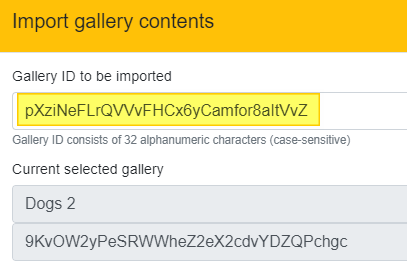 Import gallery contents
Gallery ID to be imported
pXziNeFLrQVVvFHCx6yCamfor8aItVvZ
Gallery ID consists of 32 alphanumeric characters (case-sensitive)
Current selected gallery
Dogs 2
9KvOW2yPeSRWWheZ2eX2cdvYDZQPchgc